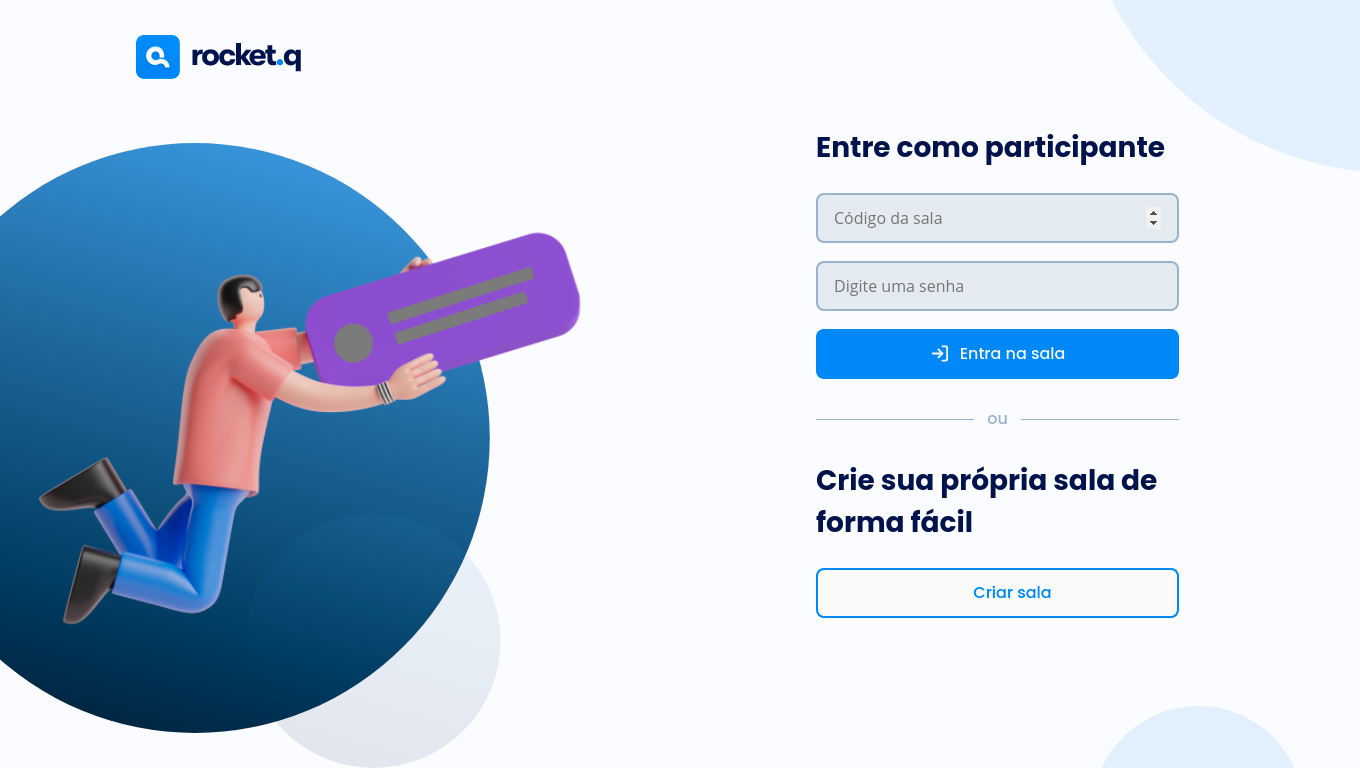 rocket.q
Entre como participante
Código da sala
Digite uma senha
Entra na sala
ou
Crie sua própria sala de
forma fácil
Criar sala